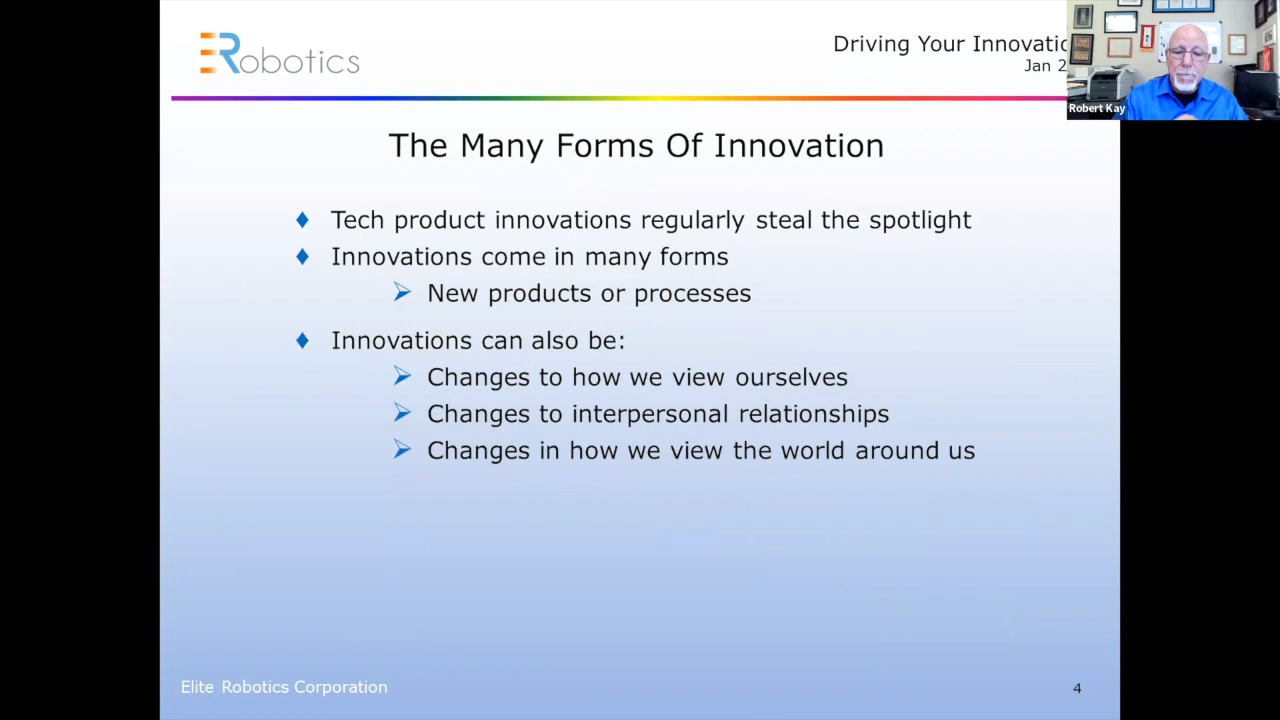 ERobotics
Driving Your Innovatio
Jan 2
Robert Kay
The Many Forms Of Innovation
Tech product innovations regularly steal the spotlight
Innovations come in many forms
New products or processes
Innovations can also be:
Changes to how we view ourselves
Changes to interpersonal relationships
Changes in how we view the world around us
Elite Robotics Corporation
4